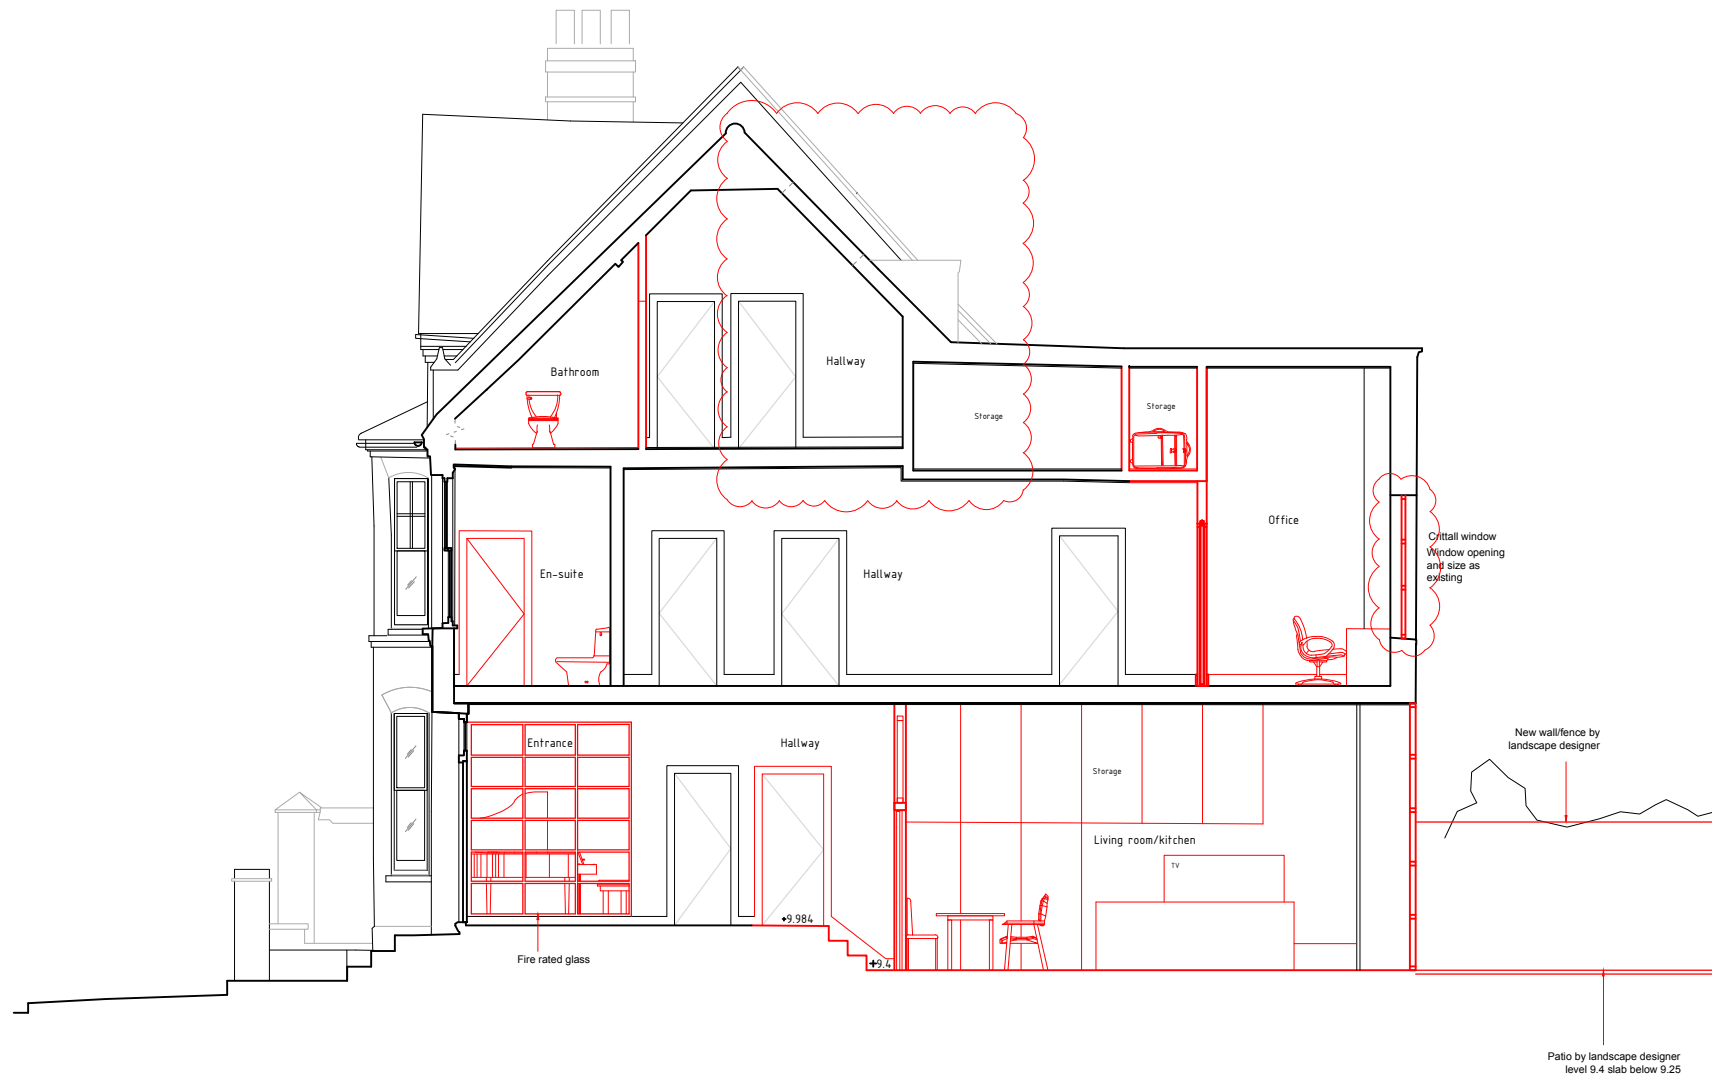 Bathroom
Hallway
Storage
Storage
Office
Crittall window
Window opening
and size as
existing
En-suite
Hallway
Entrance
Hallway
Storage
Living room/kitchen
TV
+9.984
+9.4
Fire rated glass
New wall/fence by
landscape designer
Patio by landscape designer
level 9.4 slab below 9.25